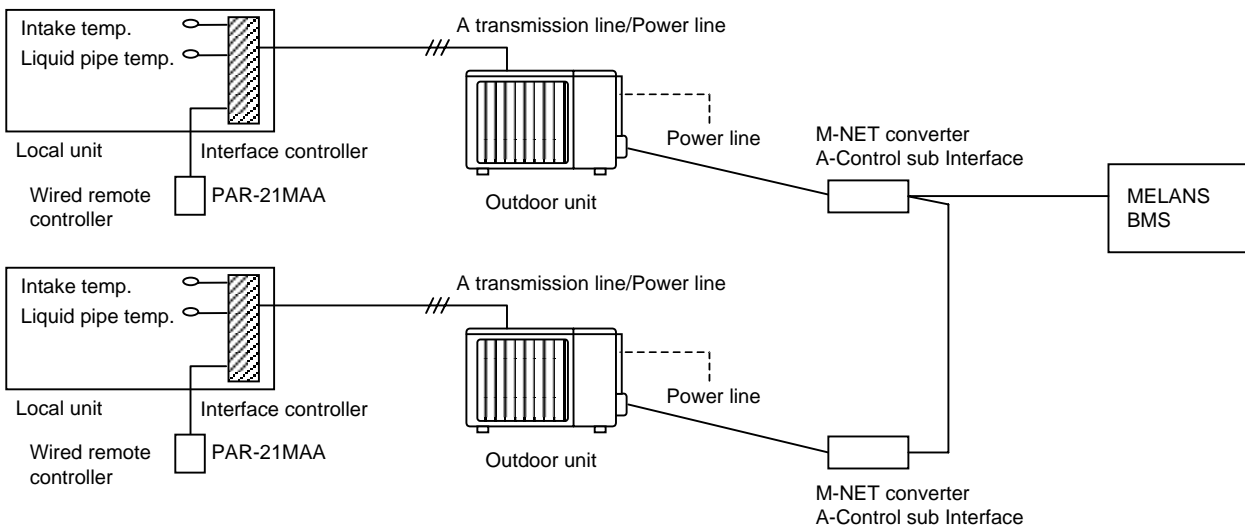 Intake temp.
Liquid pipe temp.
A transmission line/Power line
Power line
M-NET converter
A-Control sub Interface
Local unit
Interface controller
Wired remote
controller
PAR-21MAA
Outdoor unit
MELANS
BMS
Intake temp.
Liquid pipe temp.
A transmission line/Power line
Power line
Local unit
Interface controller
Wired remote
controller
PAR-21MAA
Outdoor unit
M-NET converter
A-Control sub Interface